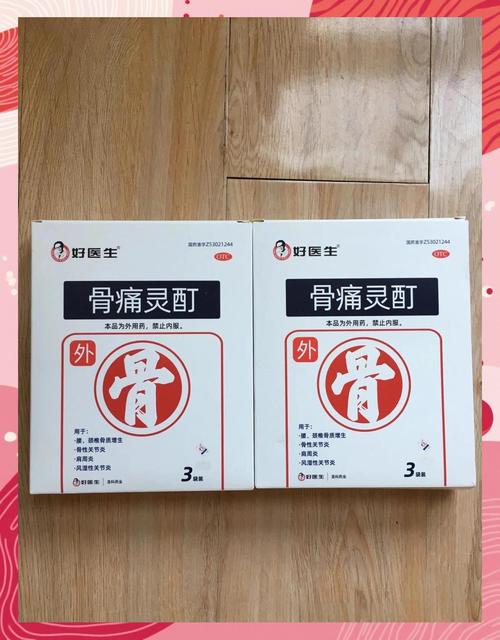 好医生®
国药准字Z53021244
OTC
骨痛灵酊
本品为外用药，禁止内服。
外
骨
用于：
·腰、颈椎骨质增生
·骨性关节炎
·肩周炎
·风湿性关节炎
3袋装
好医生
好医生®
国药准字Z53021244
OTC
骨痛灵酊
本品为外用药，禁止内服。
外
骨
用于：
·腰、颈椎骨质增生
·骨性关节炎
·肩周炎
·风湿性关节炎
3袋装
好医生